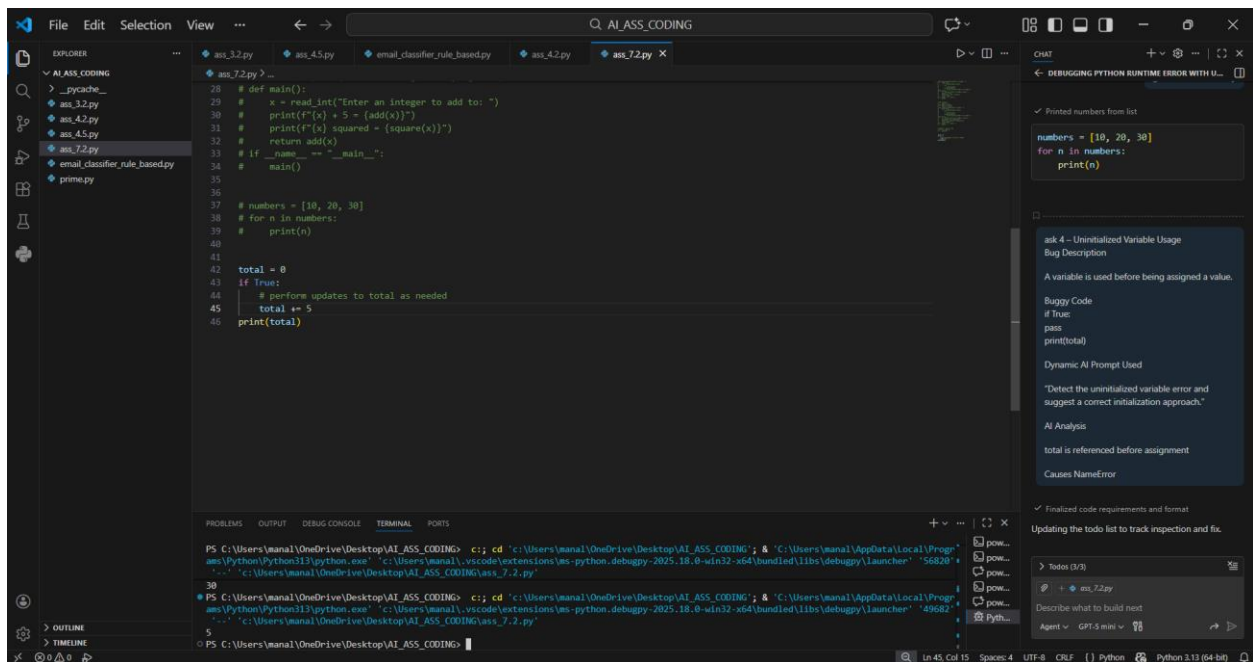 File Edit Selection View ··· AI_ASS_CODING
EXPLORER ···
AI_ASS_CODING
__pycache__
ass_3.2.py
ass_4.2.py
ass_4.5.py
ass_7.2.py
email_classifier_rule_based.py
prime.py
OUTLINE
TIMELINE
ass_3.2.py ass_4.5.py email_classifier_rule_based.py ass_4.2.py ass_7.2.py
ass_7.2.py > ...
28 # def main():
29 # x = read_int("Enter an integer to add to: ")
30 # print(f"{x} + 5 = {add(x)}")
31 # print(f"{x} squared = {square(x)}")
32 # return add(x)
33 # if __name__ == "__main__":
34 # main()
35
36
37 # numbers = [10, 20, 30]
38 # for n in numbers:
39 # print(n)
40
41
42 total = 0
43 if True:
44 # perform updates to total as needed
45 total += 5
46 print(total)
PROBLEMS OUTPUT DEBUG CONSOLE TERMINAL PORTS
PS C:\Users\manal\OneDrive\Desktop\AI_ASS_CODING> c:; cd 'c:\Users\manal\OneDrive\Desktop\AI_ASS_CODING'; & 'C:\Users\manal\AppData\Local\Progr
ams\Python\Python313\python.exe' 'c:\Users\manal\.vscode\extensions\ms-python.debugpy-2025.18.0-win32-x64\bundled\libs\debugpy\launcher' '56820'
'--' 'c:\Users\manal\OneDrive\Desktop\AI_ASS_CODING\ass_7.2.py'
30
PS C:\Users\manal\OneDrive\Desktop\AI_ASS_CODING> c:; cd 'c:\Users\manal\OneDrive\Desktop\AI_ASS_CODING'; & 'C:\Users\manal\AppData\Local\Progr
ams\Python\Python313\python.exe' 'c:\Users\manal\.vscode\extensions\ms-python.debugpy-2025.18.0-win32-x64\bundled\libs\debugpy\launcher' '49682'
'--' 'c:\Users\manal\OneDrive\Desktop\AI_ASS_CODING\ass_7.2.py'
5
PS C:\Users\manal\OneDrive\Desktop\AI_ASS_CODING>
pow...
pow...
pow...
pow...
pow...
Pyth...
CHAT
DEBUGGING PYTHON RUNTIME ERROR WITH U...
Printed numbers from list
numbers = [10, 20, 30]
for n in numbers:
print(n)
ask 4 – Uninitialized Variable Usage
Bug Description
A variable is used before being assigned a value.
Buggy Code
if True:
pass
print(total)
Dynamic AI Prompt Used
"Detect the uninitialized variable error and
suggest a correct initialization approach."
AI Analysis
total is referenced before assignment
Causes NameError
Finalized code requirements and format
Updating the todo list to track inspection and fix.
Todos (3/3)
ass_7.2.py
Describe what to build next
Agent GPT-5 mini
Ln 45, Col 15 Spaces: 4 UTF-8 CRLF {} Python Python 3.13 (64-bit)